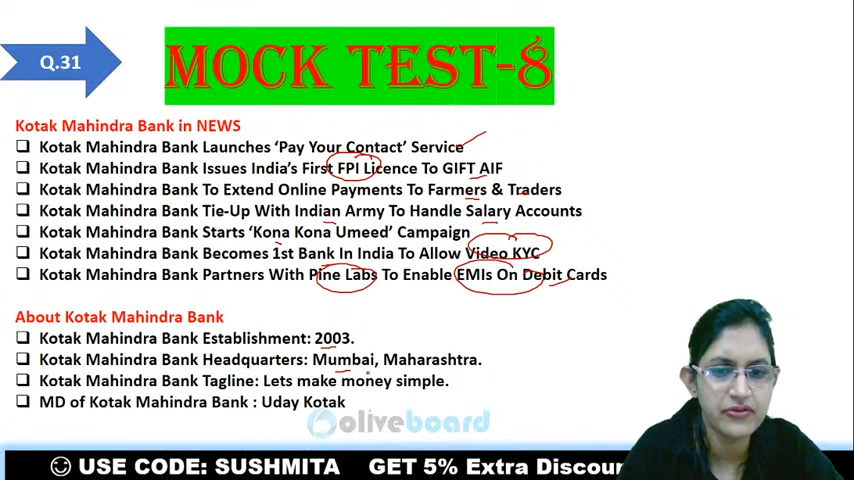 Q.31
MOCK TEST-8
Kotak Mahindra Bank in NEWS
Kotak Mahindra Bank Launches ‘Pay Your Contact’ Service
Kotak Mahindra Bank Issues India’s First FPI Licence To GIFT AIF
Kotak Mahindra Bank To Extend Online Payments To Farmers & Traders
Kotak Mahindra Bank Tie-Up With Indian Army To Handle Salary Accounts
Kotak Mahindra Bank Starts ‘Kona Kona Umeed’ Campaign
Kotak Mahindra Bank Becomes 1st Bank In India To Allow Video KYC
Kotak Mahindra Bank Partners With Pine Labs To Enable EMIs On Debit Cards
About Kotak Mahindra Bank
Kotak Mahindra Bank Establishment: 2003.
Kotak Mahindra Bank Headquarters: Mumbai, Maharashtra.
Kotak Mahindra Bank Tagline: Lets make money simple.
MD of Kotak Mahindra Bank : Uday Kotak
oliveboard
USE CODE: SUSHMITA GET 5% Extra Discou